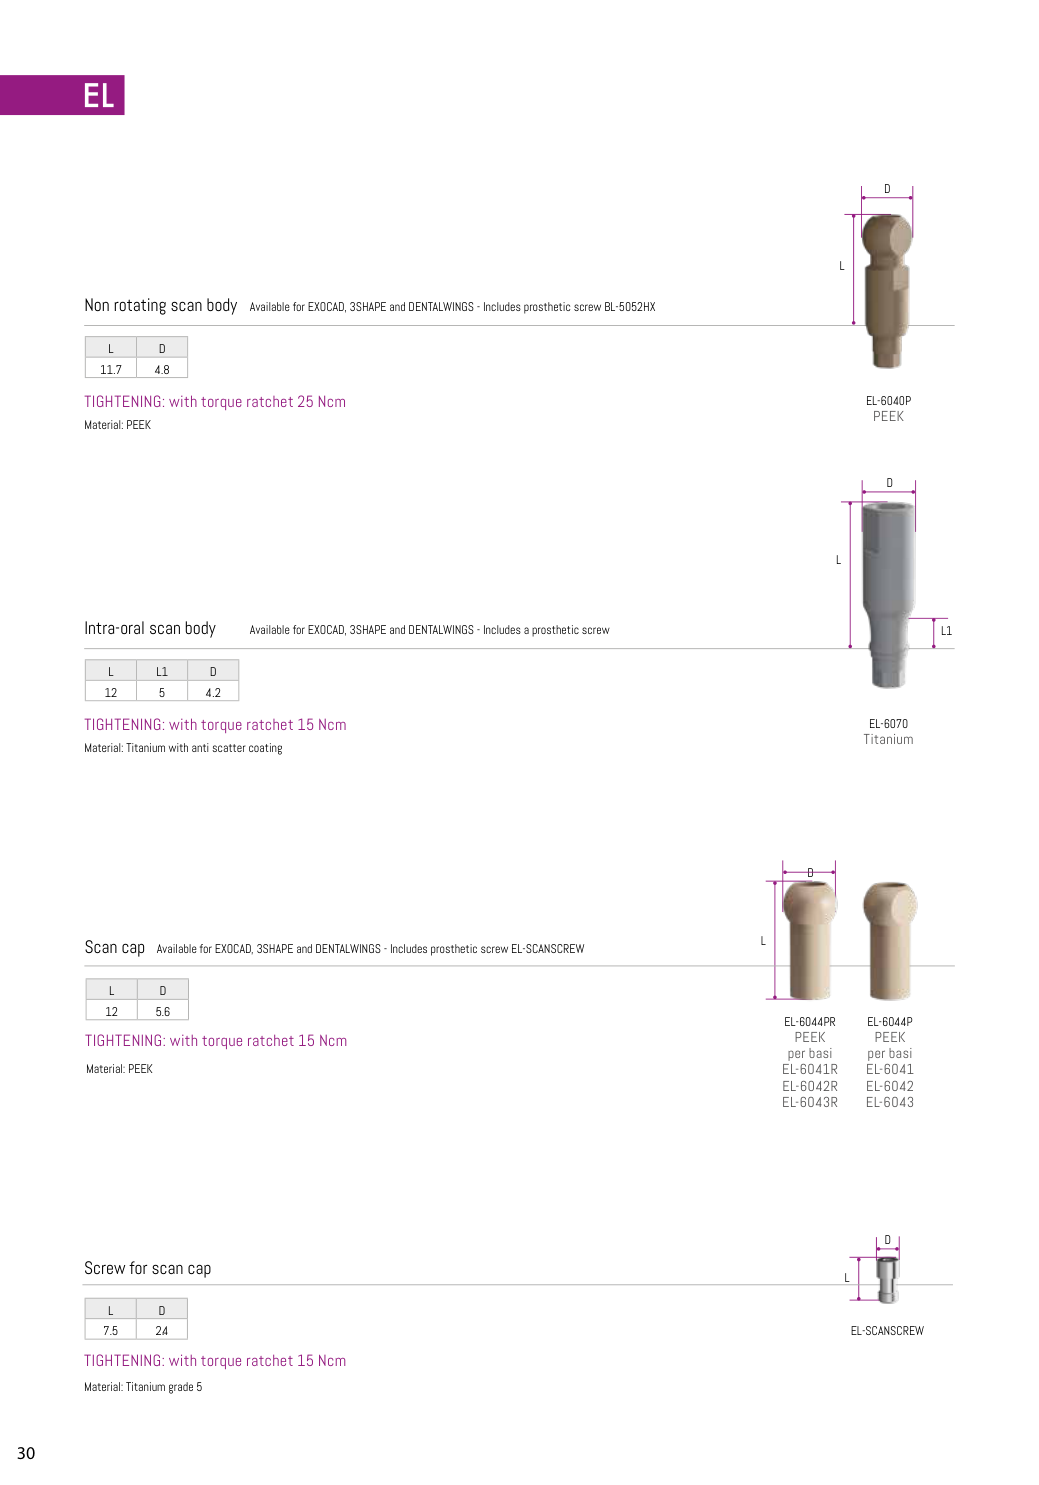 EL
D
L
Non rotating scan body Available for EXOCAD, 3SHAPE and DENTALWINGS - Includes prosthetic screw BL-5052HX
L D
11.7 4.8
TIGHTENING: with torque ratchet 25 Ncm
Material: PEEK
EL-6040P
PEEK
D
L
L1
Intra-oral scan body Available for EXOCAD, 3SHAPE and DENTALWINGS - Includes a prosthetic screw
L L1 D
12 5 4.2
TIGHTENING: with torque ratchet 15 Ncm
Material: Titanium with anti scatter coating
EL-6070
Titanium
D
L
Scan cap Available for EXOCAD, 3SHAPE and DENTALWINGS - Includes prosthetic screw EL-SCANSCREW
L D
12 5.6
TIGHTENING: with torque ratchet 15 Ncm
Material: PEEK
EL-6044PR EL-6044P
PEEK PEEK
per basi per basi
EL-6041R EL-6041
EL-6042R EL-6042
EL-6043R EL-6043
D
L
Screw for scan cap
L D
7.5 2.4
TIGHTENING: with torque ratchet 15 Ncm
Material: Titanium grade 5
EL-SCANSCREW
30